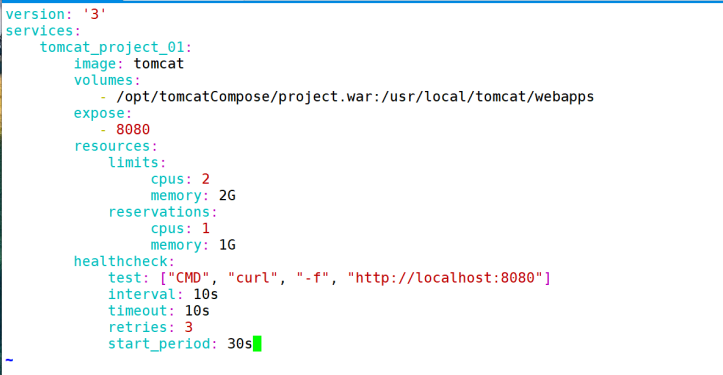 version: '3'
services:
    tomcat_project_01:
        image: tomcat
        volumes:
           - /opt/tomcatCompose/project.war:/usr/local/tomcat/webapps
        expose:
           - 8080
        resources:
            limits:
                 cpus: 2
                 memory: 2G
            reservations:
                 cpus: 1
                 memory: 1G
        healthcheck:
            test: ["CMD", "curl", "-f", "http://localhost:8080"]
            interval: 10s
            timeout: 10s
            retries: 3
            start_period: 30s
~